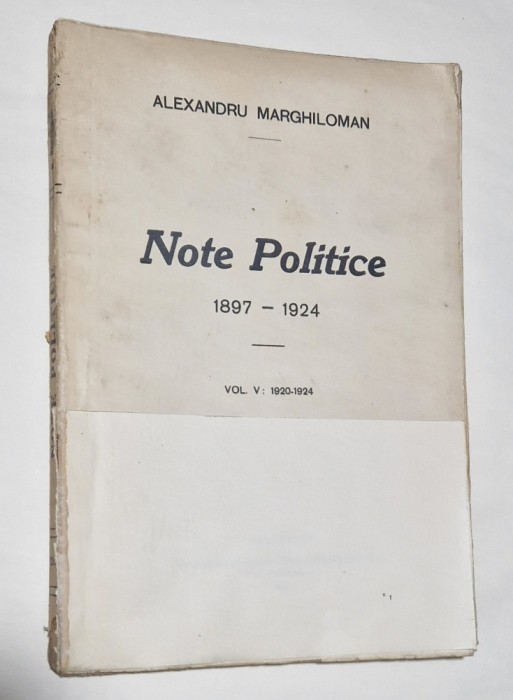 ALEXANDRU MARGHILOMAN
Note Politice
1897 – 1924
VOL. V: 1920-1924